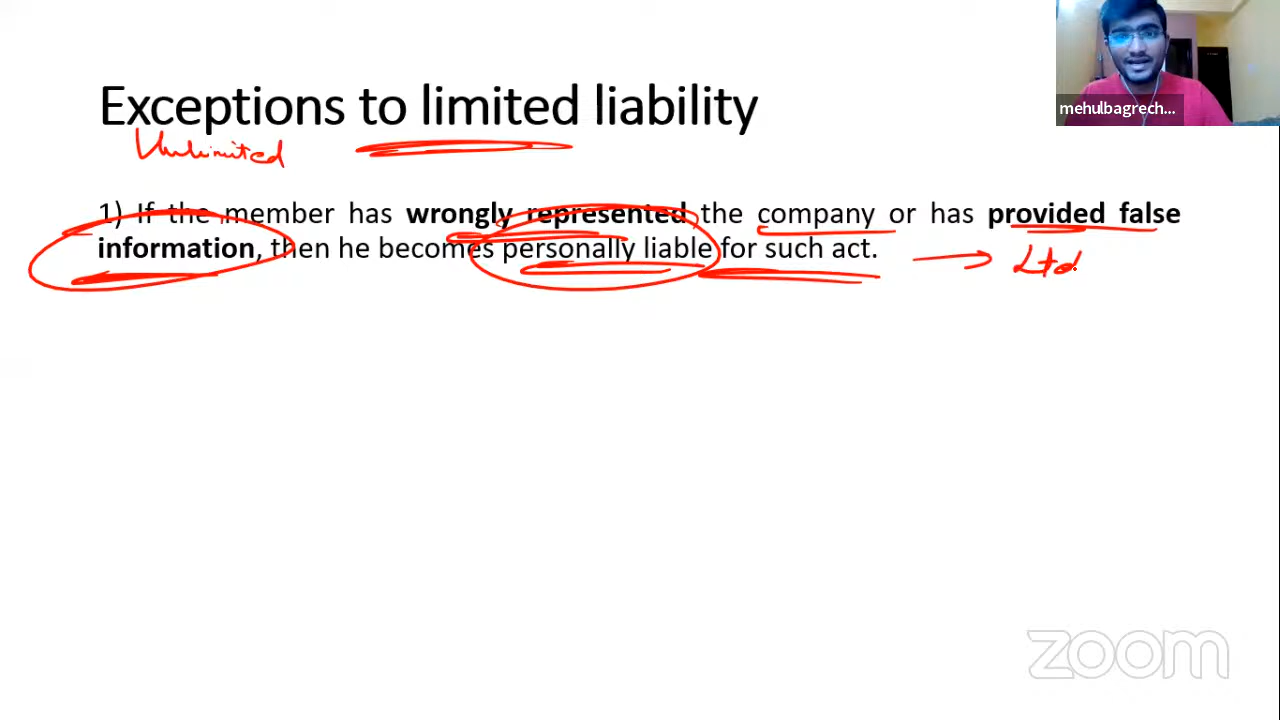 mehulbagrech...
Exceptions to limited liability
Unlimited
1) If the member has wrongly represented the company or has provided false
information, then he becomes personally liable for such act.
Ltd
zoom